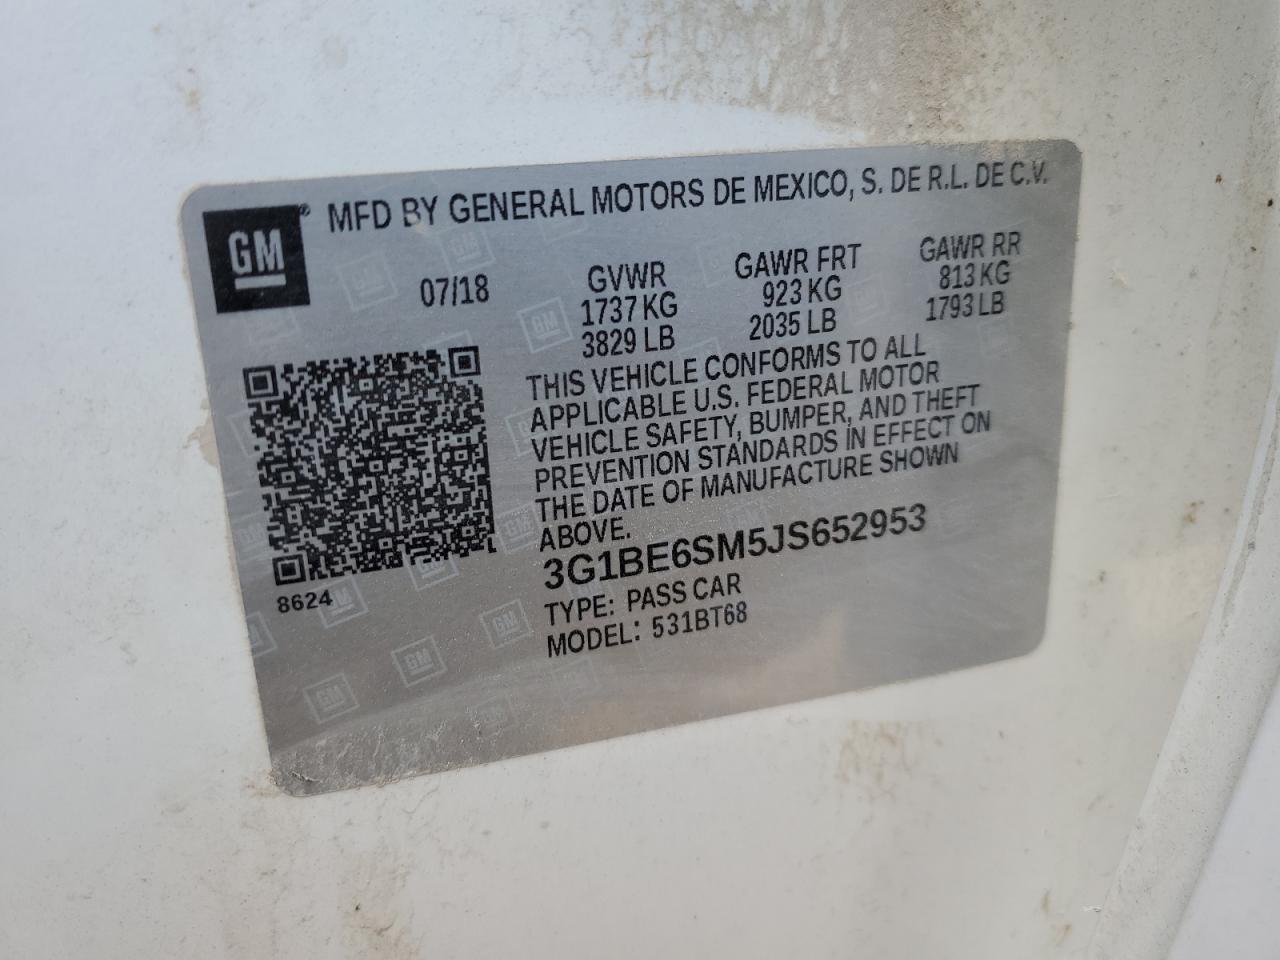 MFD BY GENERAL MOTORS DE MEXICO, S. DE R.L. DE C.V.
GM®
07/18
GVWR
1737 KG
3829 LB
GAWR FRT
923 KG
2035 LB
GAWR RR
813 KG
1793 LB
THIS VEHICLE CONFORMS TO ALL
APPLICABLE U.S. FEDERAL MOTOR
VEHICLE SAFETY, BUMPER, AND THEFT
PREVENTION STANDARDS IN EFFECT ON
THE DATE OF MANUFACTURE SHOWN
ABOVE.
3G1BE6SM5JS652953
TYPE: PASS CAR
MODEL: 531BT68
8624